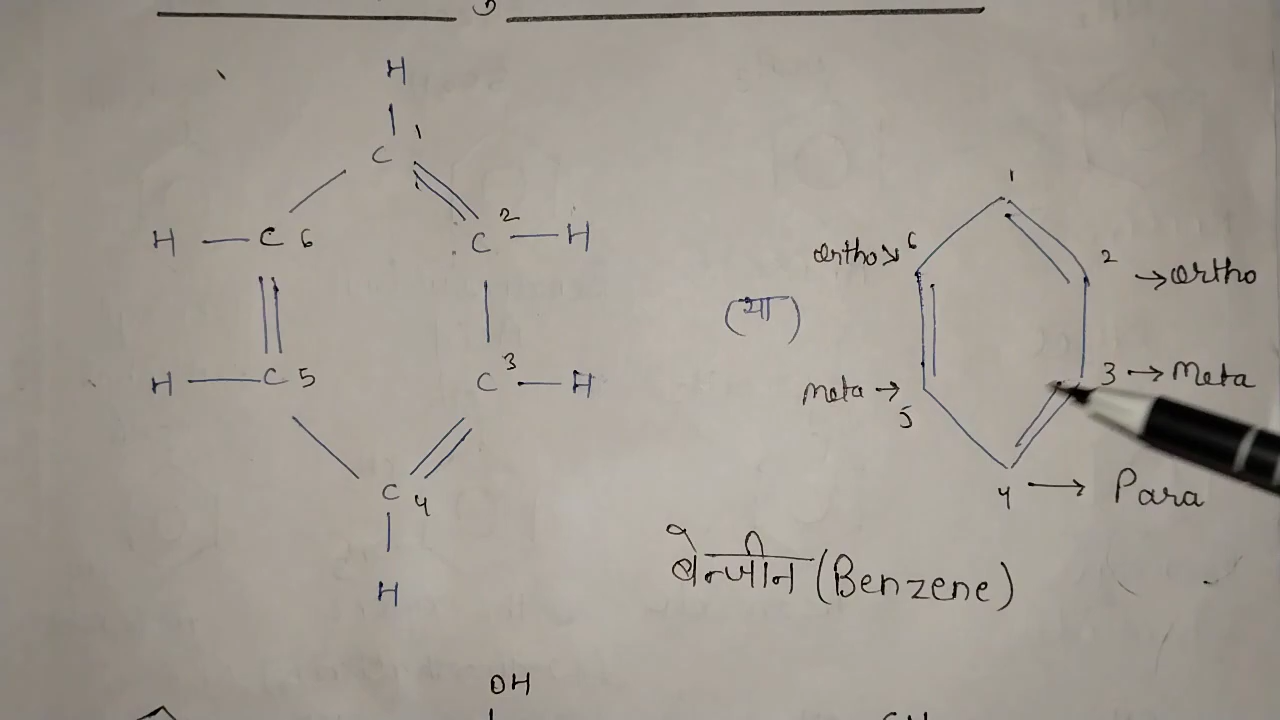 H
C 1
H C 6
C 2 H
H C 5
C 3 H
C 4
H
(या)
1
ortho 6
2 → ortho
Meta → 5
3 → Meta
4 → Para
बेन्जीन (Benzene)
OH